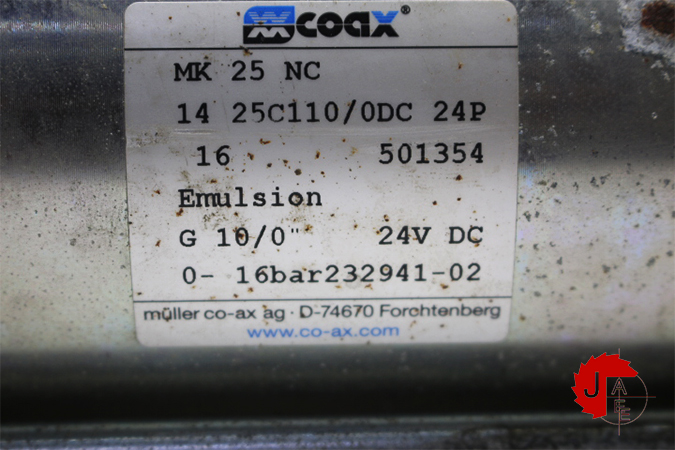 coax®
MK 25 NC
14 25C110/0DC 24P
16 501354
Emulsion
G 10/0" 24V DC
0- 16bar232941-02
müller co-ax ag · D-74670 Forchtenberg
www.co-ax.com
J